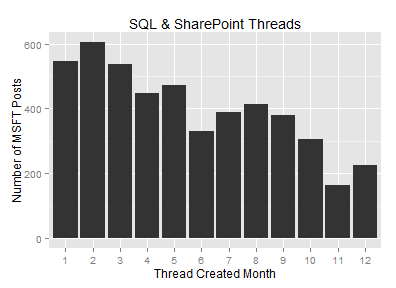 SQL & SharePoint Threads
Number of MSFT Posts
600
400
200
0
1 2 3 4 5 6 7 8 9 10 11 12
Thread Created Month